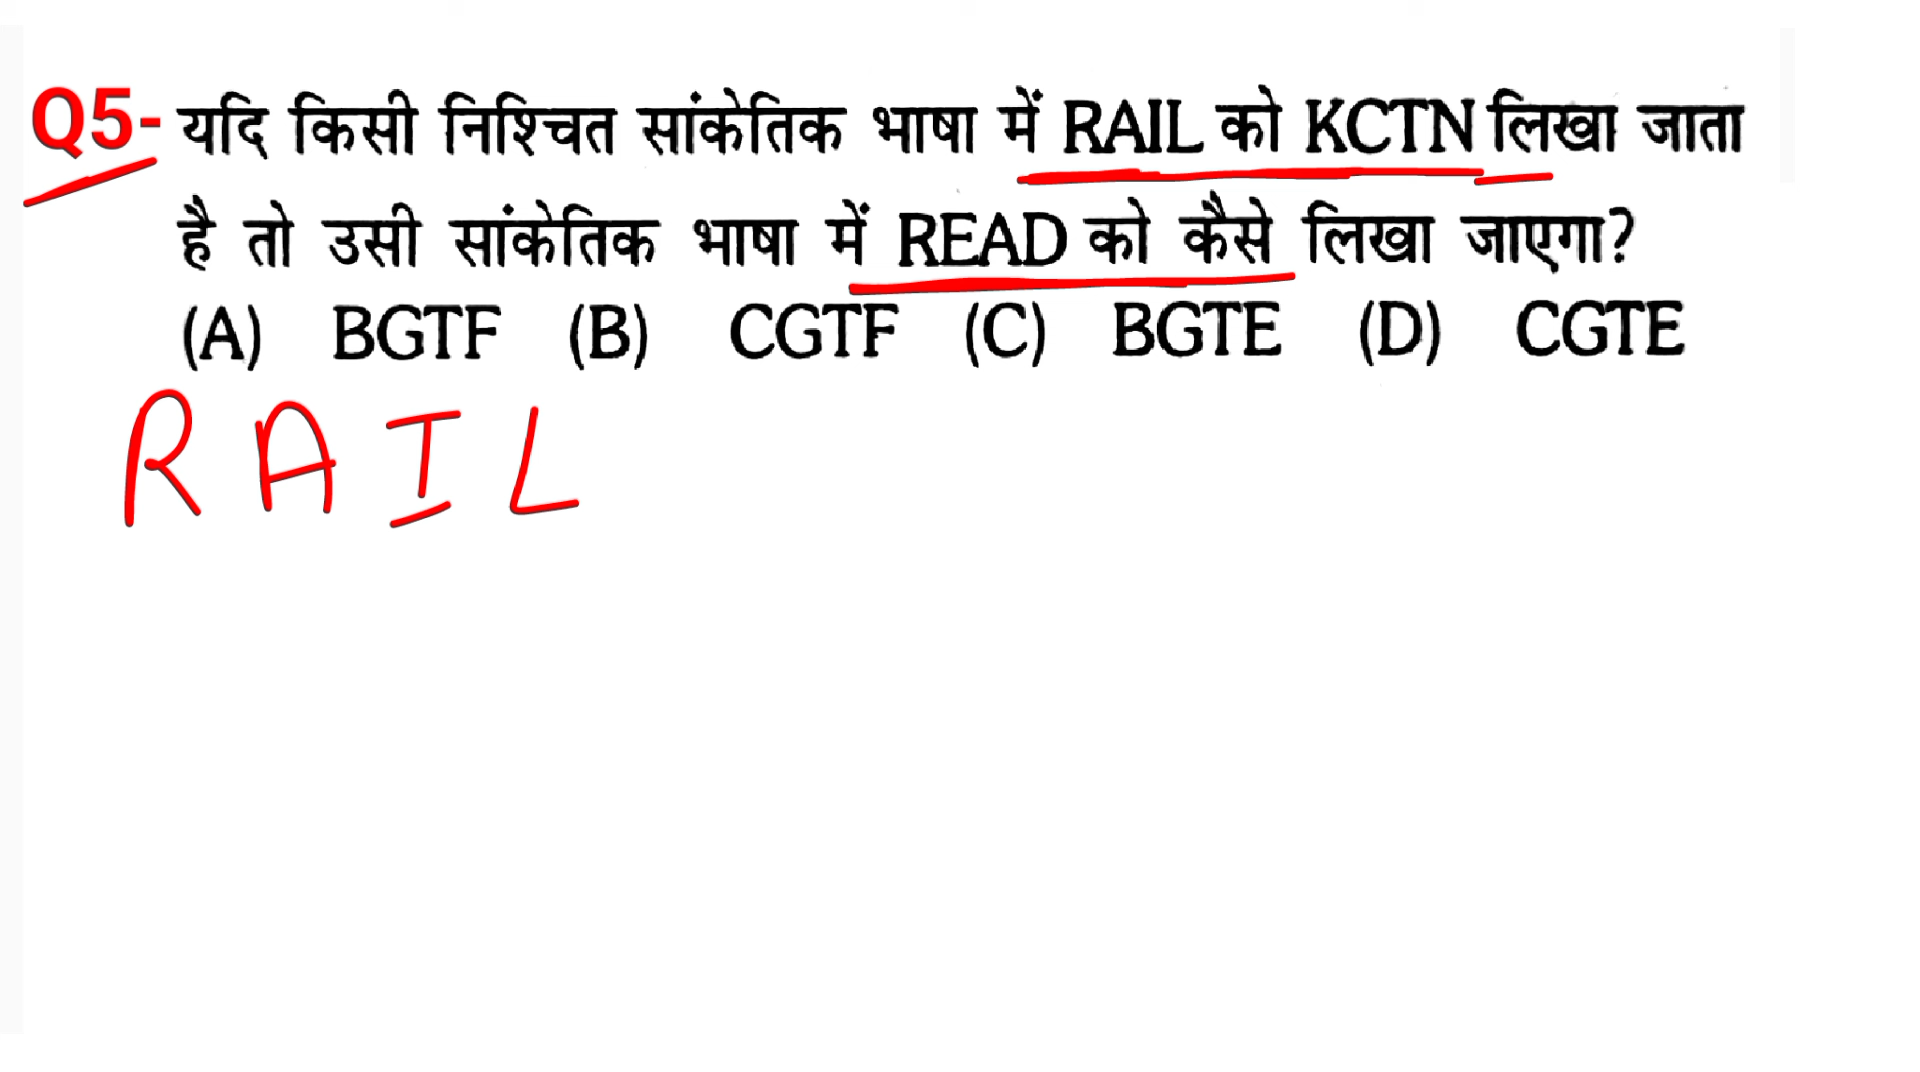 Q5- यदि किसी निश्चित सांकेतिक भाषा में RAIL को KCTN लिखा जाता
है तो उसी सांकेतिक भाषा में READ को कैसे लिखा जाएगा?
(A) BGTF (B) CGTF (C) BGTE (D) CGTE
RAIL